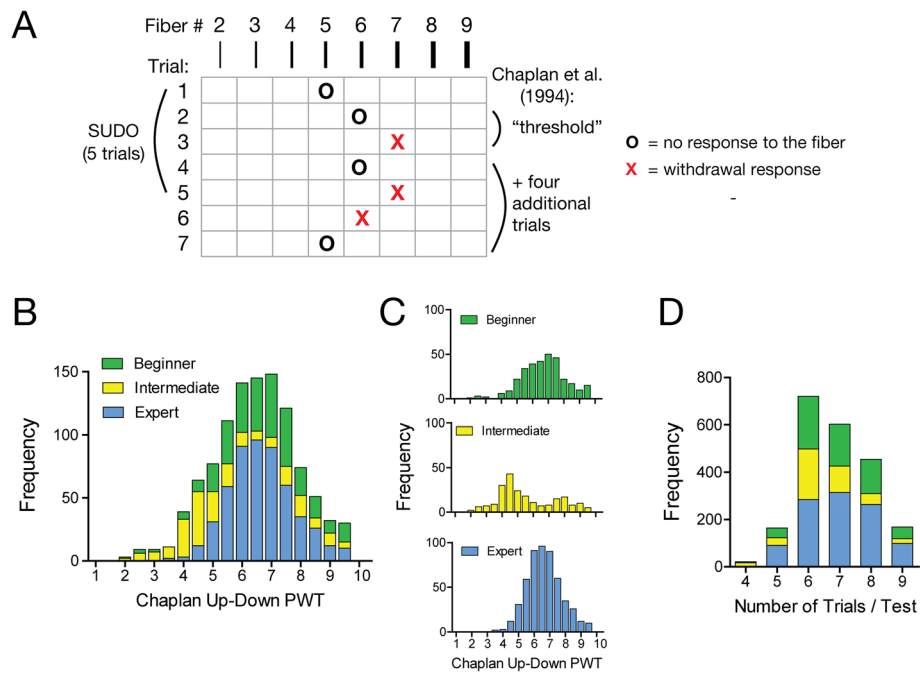 A
Fiber # 2 3 4 5 6 7 8 9
Trial:
1 O
2 O
3 X
4 O
5 X
6 X
7 O
SUDO
(5 trials)
Chaplan et al.
(1994):
“threshold”
+ four
additional
trials
O = no response to the fiber
X = withdrawal response
-
B
Beginner
Intermediate
Expert
Frequency
150
100
50
0
1 2 3 4 5 6 7 8 9 10
Chaplan Up-Down PWT
C
100
50
0
Beginner
Frequency
100
50
0
Intermediate
100
50
0
Expert
1 2 3 4 5 6 7 8 9 10
Chaplan Up-Down PWT
D
Frequency
800
600
400
200
0
4 5 6 7 8 9
Number of Trials / Test